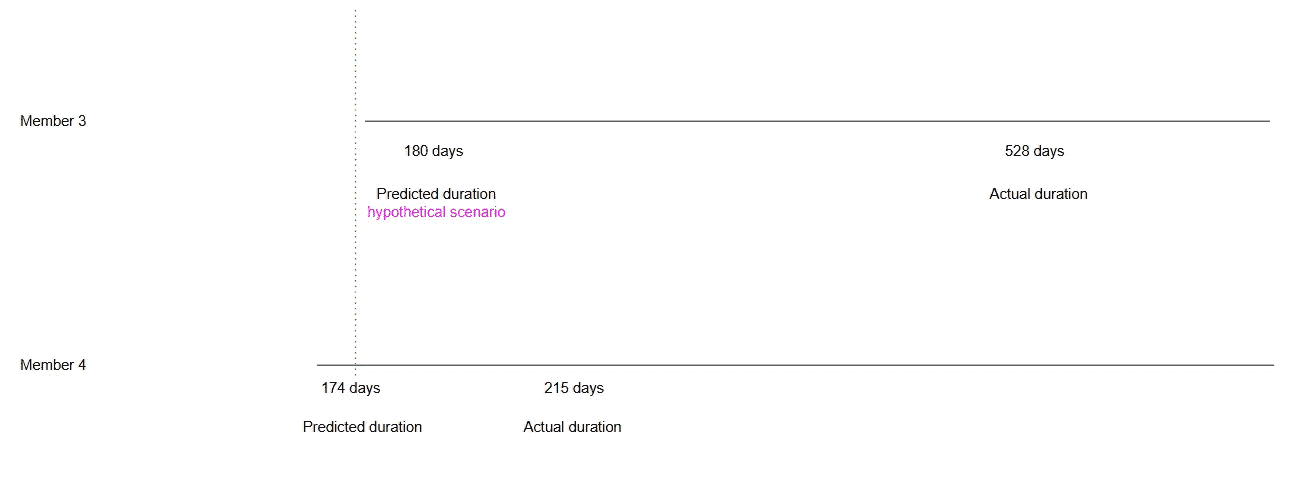 Member 3
180 days
528 days
Predicted duration
Actual duration
hypothetical scenario
Member 4
174 days
215 days
Predicted duration
Actual duration